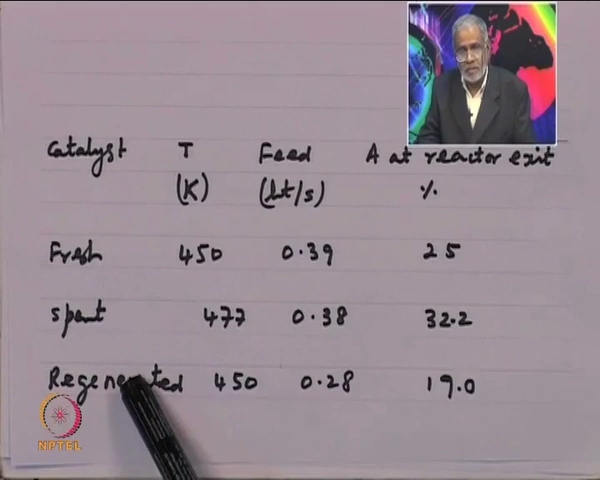 Catalyst T Feed A at reactor exit
(K) (lit/s) %
Fresh 450 0.39 25
Spent 477 0.38 32.2
Regenerated 450 0.28 19.0
NPTEL